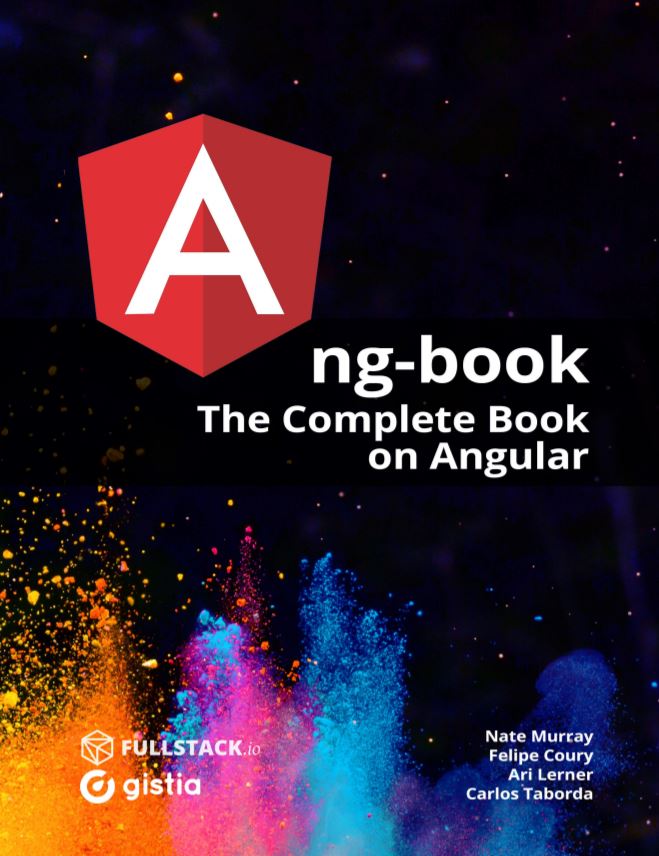 A
ng-book
The Complete Book
on Angular
FULLSTACK.io
gistia
Nate Murray
Felipe Coury
Ari Lerner
Carlos Taborda